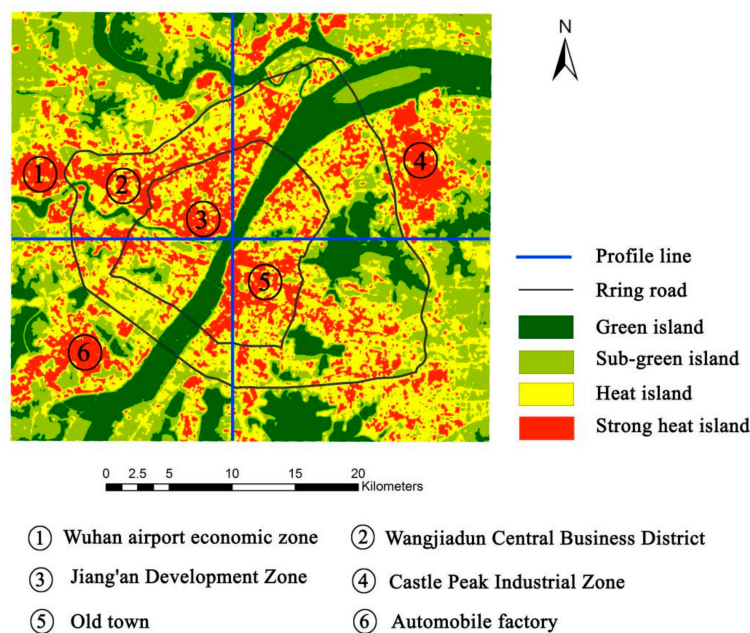 N
1
2
3
4
5
6
Profile line
Rring road
Green island
Sub-green island
Heat island
Strong heat island
0 2.5 5 10 15 20
Kilometers
1 Wuhan airport economic zone
2 Wangjiadun Central Business District
3 Jiang'an Development Zone
4 Castle Peak Industrial Zone
5 Old town
6 Automobile factory